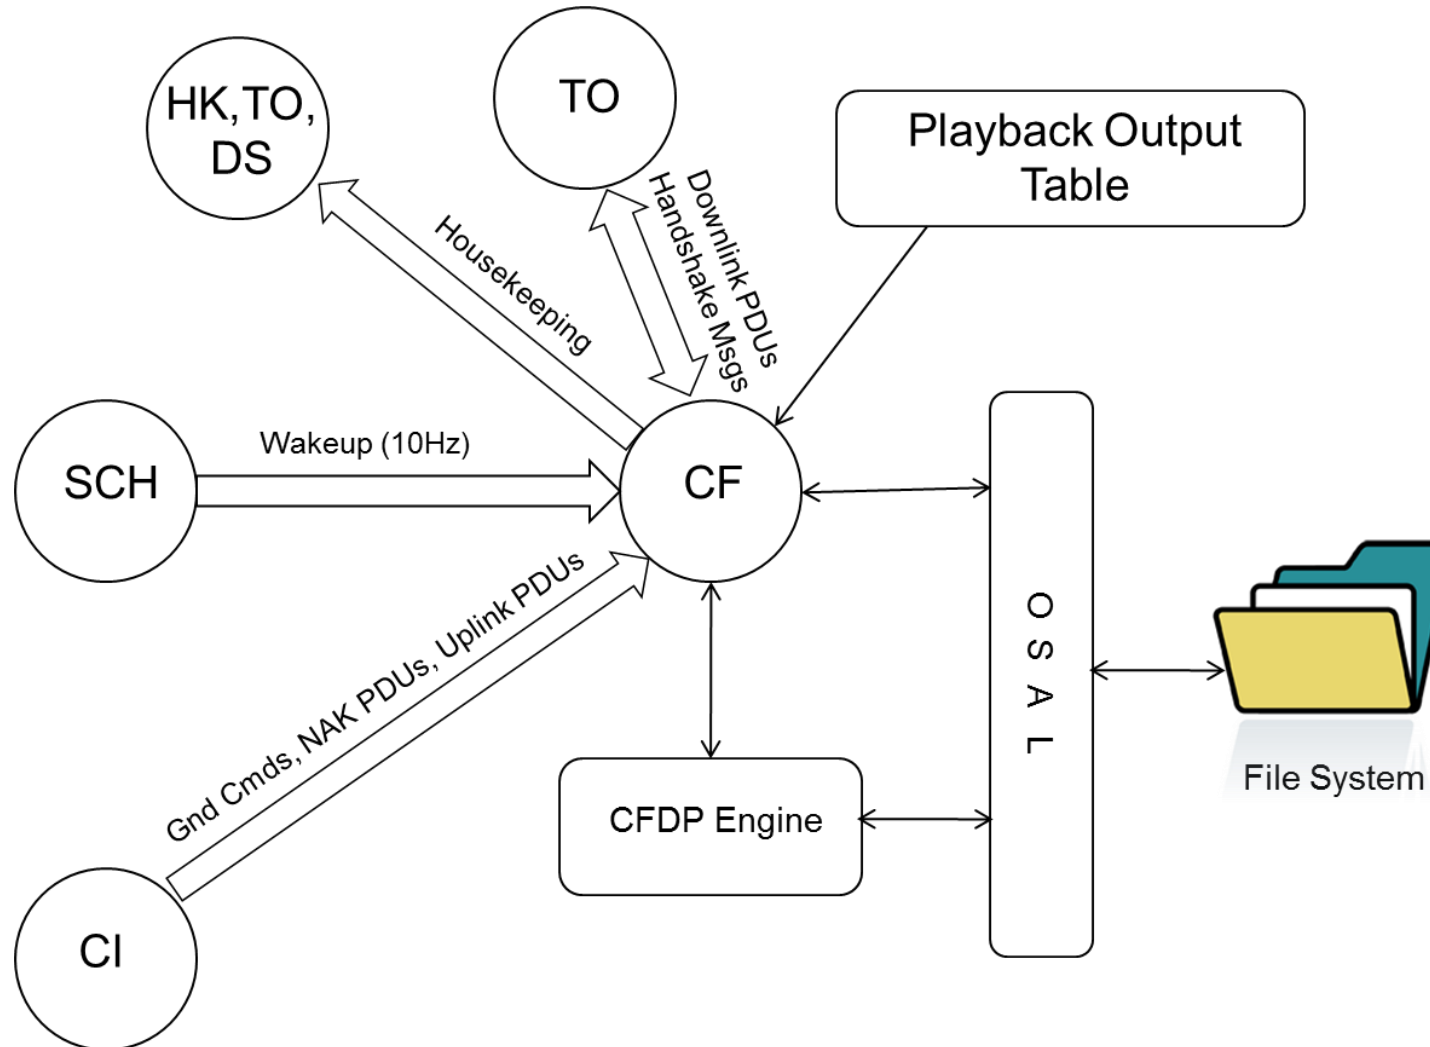 HK,TO,
DS
TO
Playback Output
Table
Downlink PDUs
Handshake Msgs
Housekeeping
SCH
Wakeup (10Hz)
CF
Gnd Cmds, NAK PDUs, Uplink PDUs
OSAL
File System
CFDP Engine
CI